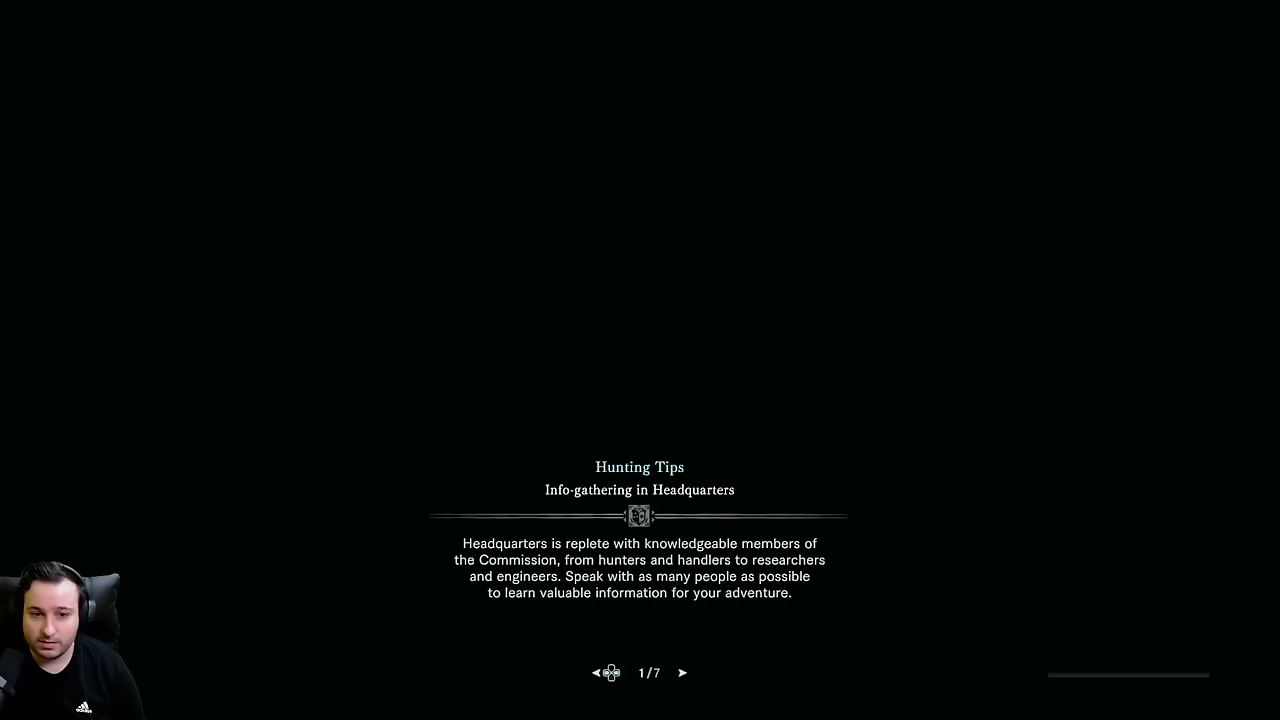 Hunting Tips
Info-gathering in Headquarters
Headquarters is replete with knowledgeable members of
the Commission, from hunters and handlers to researchers
and engineers. Speak with as many people as possible
to learn valuable information for your adventure.
1/7
adidas